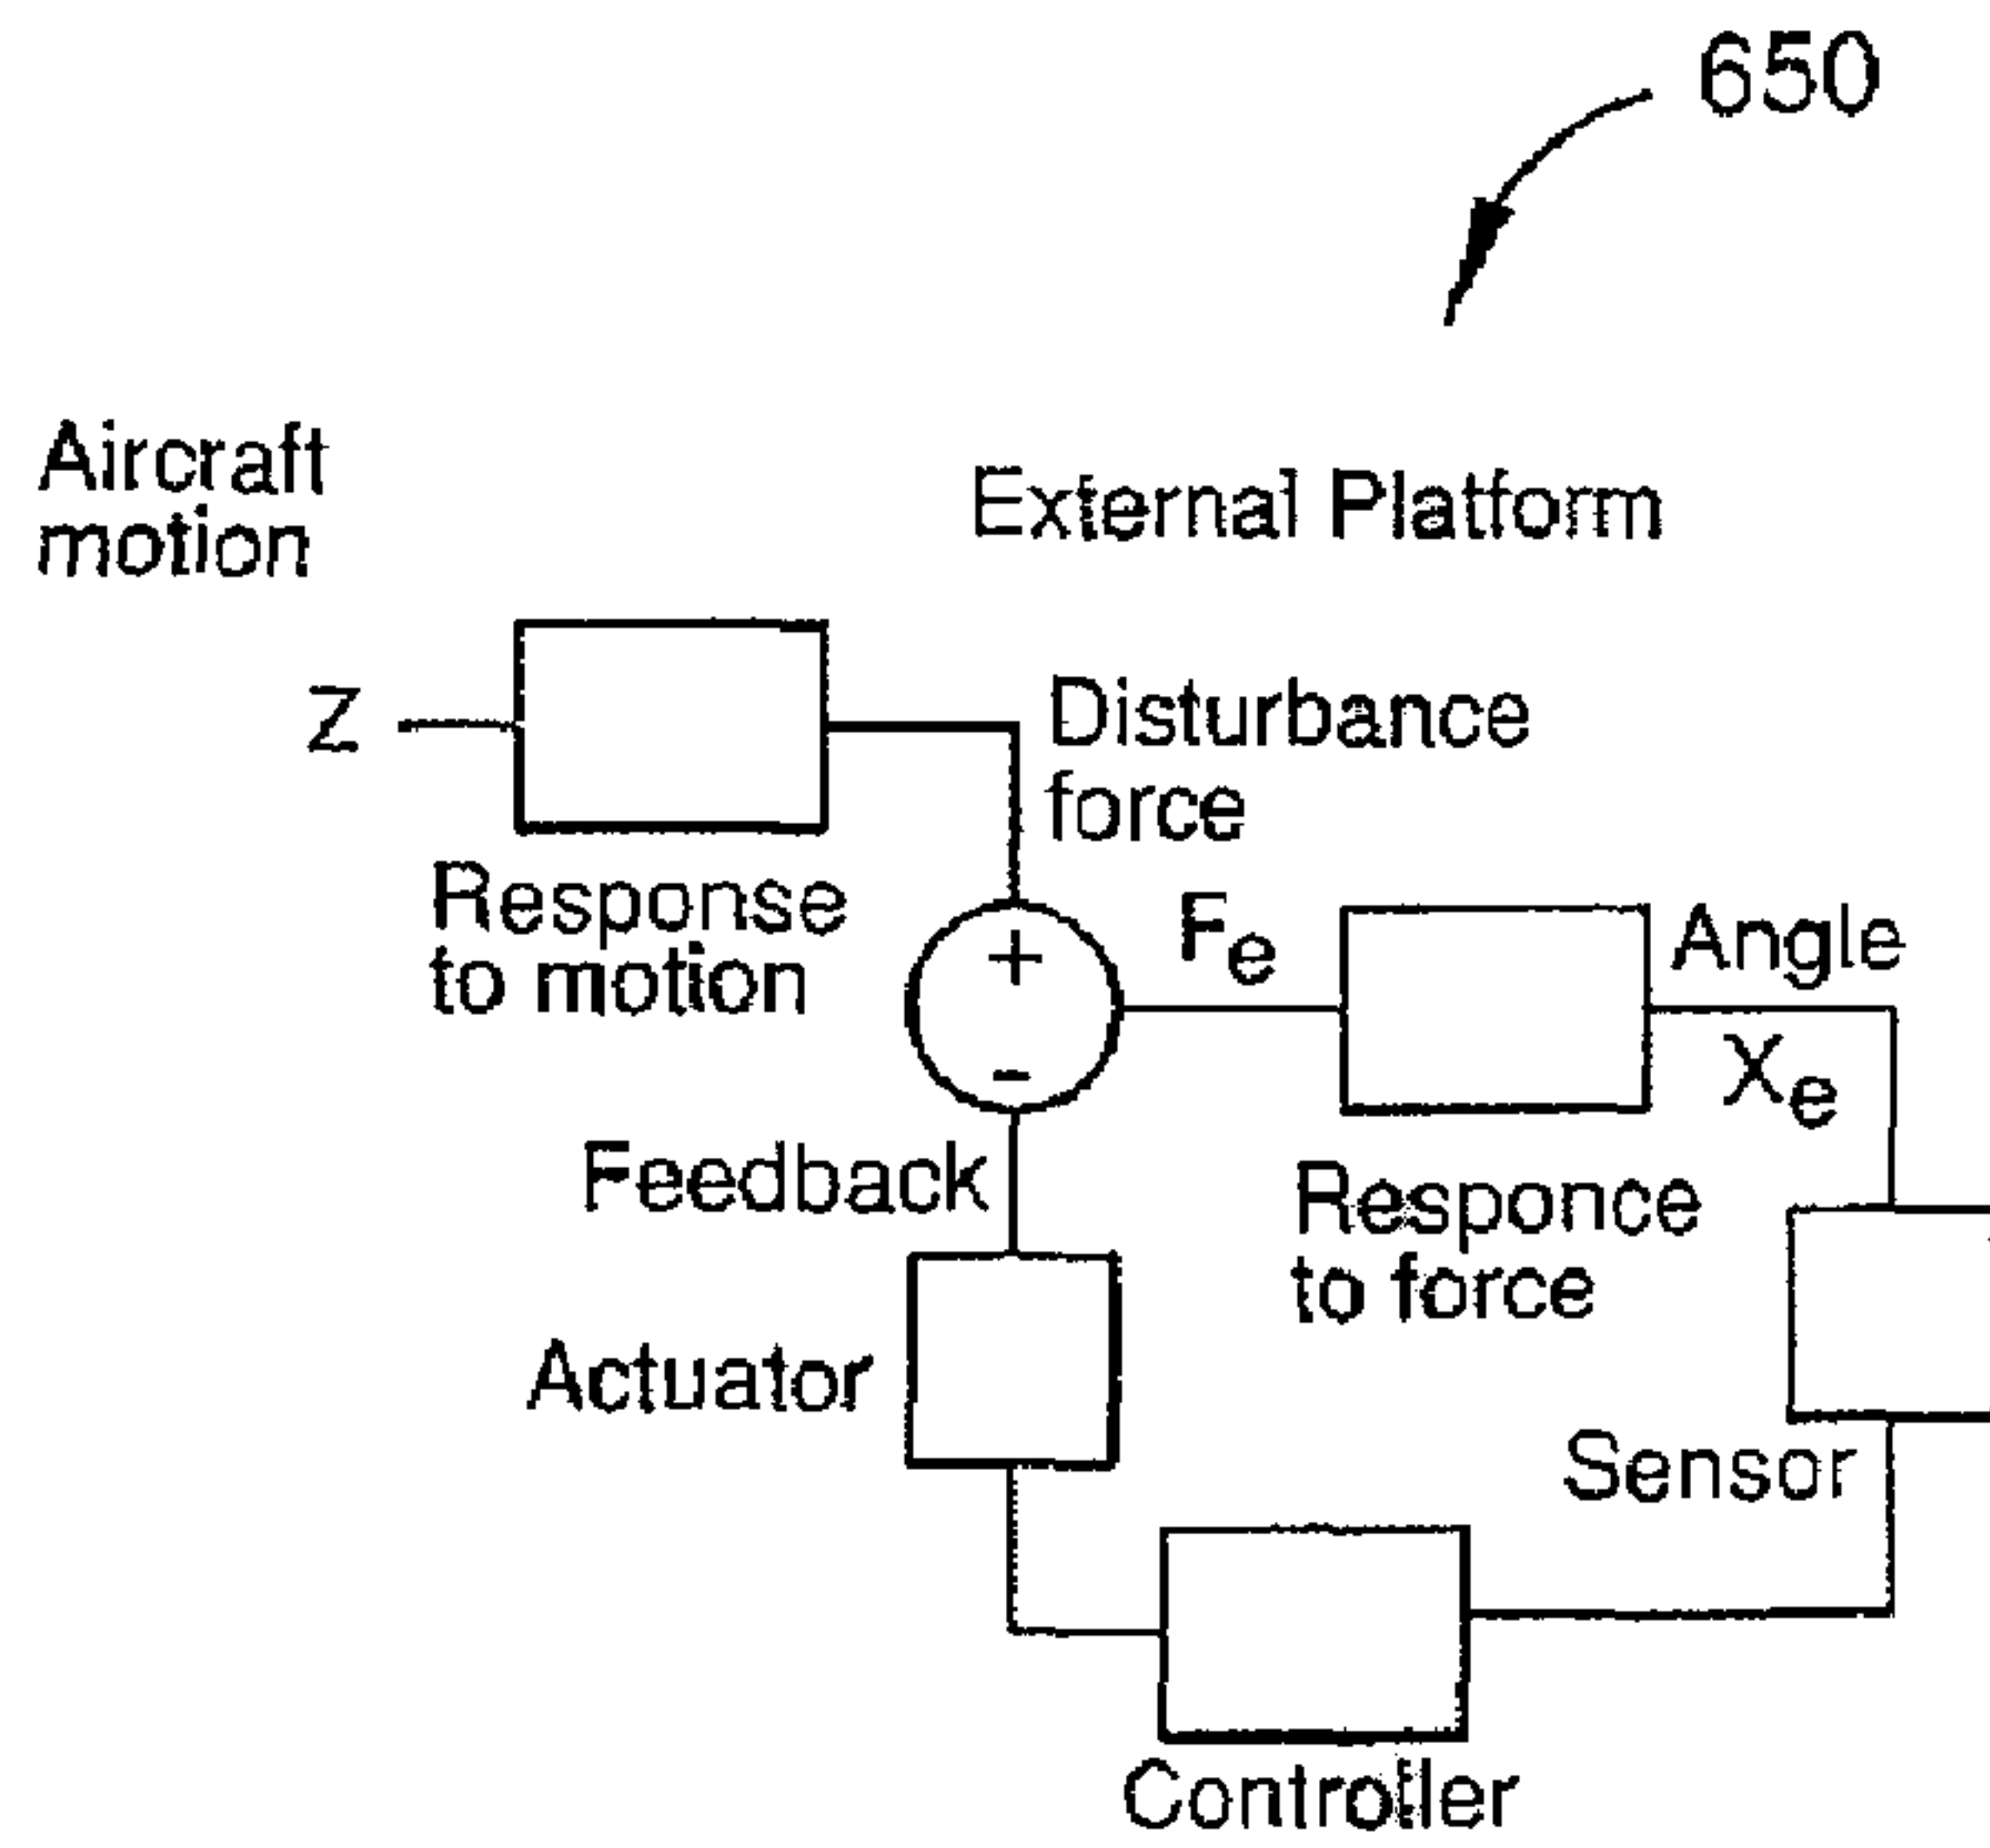 650
Aircraft
motion
External Platform
Z
Disturbance
force
Response
to motion
+
Fe
Angle
Xe
-
Feedback
Responce
to force
Actuator
Sensor
Controller